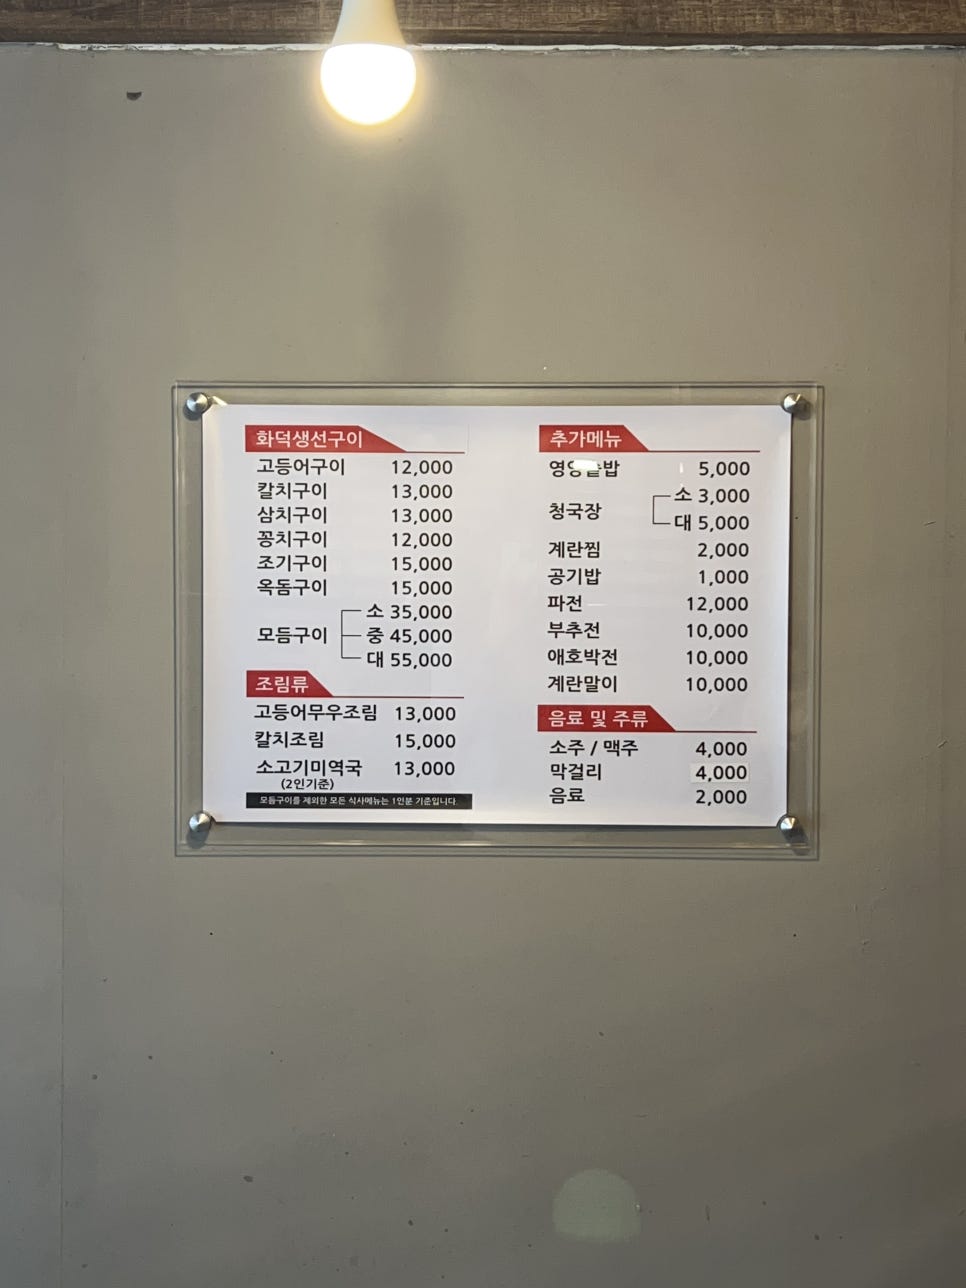 화덕생선구이
고등어구이 12,000
칼치구이 13,000
삼치구이 13,000
꽁치구이 12,000
조기구이 15,000
옥돔구이 15,000
모듬구이
소 35,000
중 45,000
대 55,000
조림류
고등어무우조림 13,000
칼치조림 15,000
소고기미역국 13,000
(2인기준)
모듬구이를 제외한 모든 식사메뉴는 1인분 기준입니다.
추가메뉴
영양솥밥 5,000
청국장
소 3,000
대 5,000
계란찜 2,000
공기밥 1,000
파전 12,000
부추전 10,000
애호박전 10,000
계란말이 10,000
음료 및 주류
소주 / 맥주 4,000
막걸리 4,000
음료 2,000